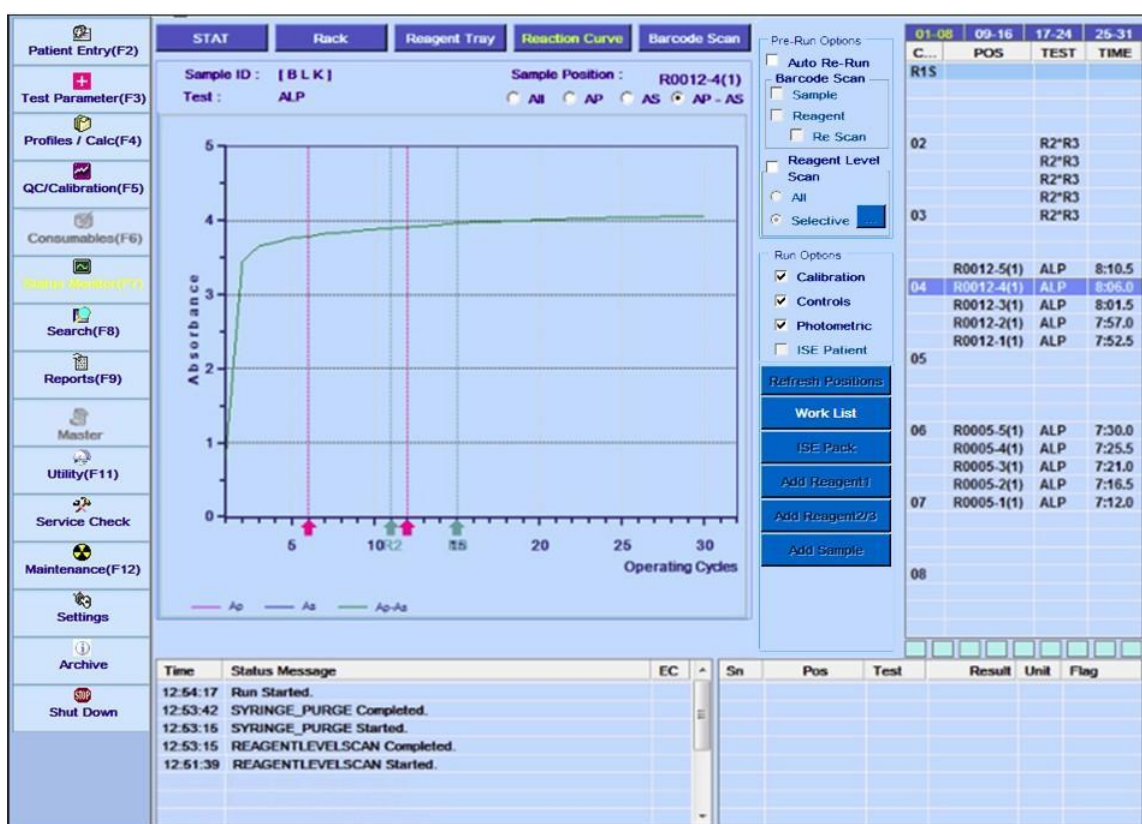 Patient Entry(F2)
Test Parameter(F3)
Profiles / Calc(F4)
QC/Calibration(F5)
Consumables(F6)
Status Monitor(F7)
Search(F8)
Reports(F9)
Master
Utility(F11)
Service Check
Maintenance(F12)
Settings
Archive
STOP
Shut Down
STAT Rack Reagent Tray Reaction Curve Barcode Scan
Sample ID : [ B L K ] Sample Position : R0012-4(1)
Test : ALP All AP AS AP - AS
Absorbance
5
4
3
2
1
0
5 10 R2 15 20 25 30
Operating Cycles
Ap As Ap-As
Pre-Run Options
Auto Re-Run
Barcode Scan
Sample
Reagent
Re Scan
Reagent Level
Scan
All
Selective ...
Run Options
Calibration
Controls
Photometric
ISE Patient
Refresh Positions
Work List
ISE Pack
Add Reagent1
Add Reagent2/3
Add Sample
01-08 09-16 17-24 25-31
C... POS TEST TIME
R1S
02 R2*R3
R2*R3
R2*R3
R2*R3
03 R2*R3
R0012-5(1) ALP 8:10.5
04 R0012-4(1) ALP 8:06.0
R0012-3(1) ALP 8:01.5
R0012-2(1) ALP 7:57.0
R0012-1(1) ALP 7:52.5
05
06 R0005-5(1) ALP 7:30.0
R0005-4(1) ALP 7:25.5
R0005-3(1) ALP 7:21.0
R0005-2(1) ALP 7:16.5
07 R0005-1(1) ALP 7:12.0
08
Time Status Message EC
12:54:17 Run Started.
12:53:42 SYRINGE_PURGE Completed.
12:53:15 SYRINGE_PURGE Started.
12:53:15 REAGENTLEVELSCAN Completed.
12:51:39 REAGENTLEVELSCAN Started.
Sn Pos Test Result Unit Flag